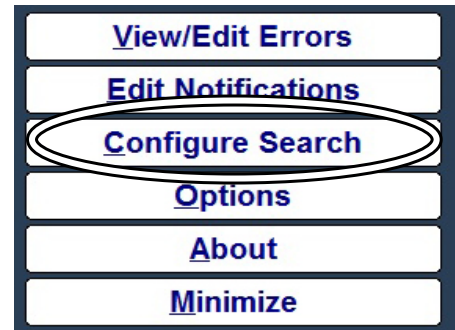 View/Edit Errors
Edit Notifications
Configure Search
Options
About
Minimize